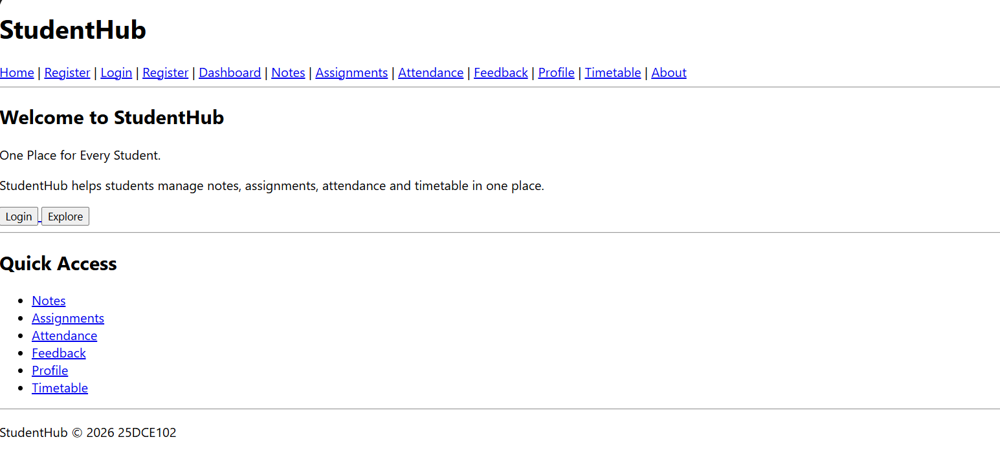 StudentHub
Home | Register | Login | Register | Dashboard | Notes | Assignments | Attendance | Feedback | Profile | Timetable | About
Welcome to StudentHub
One Place for Every Student.
StudentHub helps students manage notes, assignments, attendance and timetable in one place.
Login Explore
Quick Access
Notes
Assignments
Attendance
Feedback
Profile
Timetable
StudentHub © 2026 25DCE102